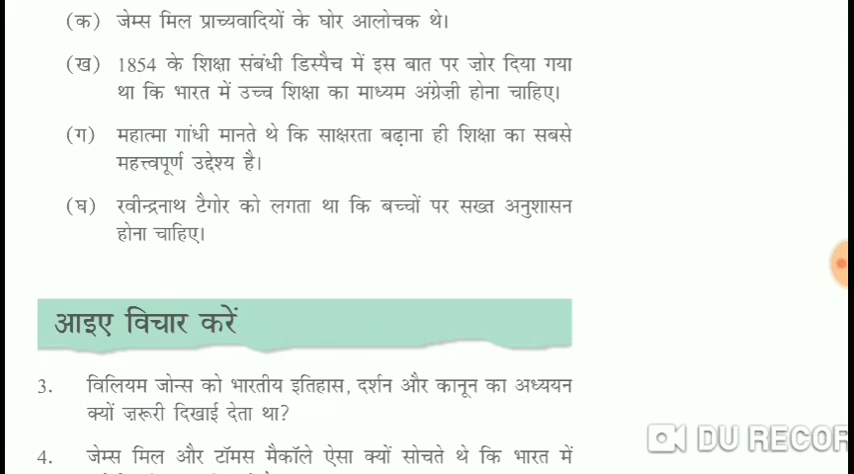 (क) जेम्स मिल प्राच्यवादियों के घोर आलोचक थे।
(ख) 1854 के शिक्षा संबंधी डिस्पैच में इस बात पर ज़ोर दिया गया
था कि भारत में उच्च शिक्षा का माध्यम अंग्रेज़ी होना चाहिए।
(ग) महात्मा गांधी मानते थे कि साक्षरता बढ़ाना ही शिक्षा का सबसे
महत्त्वपूर्ण उद्देश्य है।
(घ) रवीन्द्रनाथ टैगोर को लगता था कि बच्चों पर सख्त अनुशासन
होना चाहिए।
आइए विचार करें
3. विलियम जोन्स को भारतीय इतिहास, दर्शन और कानून का अध्ययन
क्यों ज़रूरी दिखाई देता था?
4. जेम्स मिल और टॉमस मैकॉले ऐसा क्यों सोचते थे कि भारत में
DU RECOR